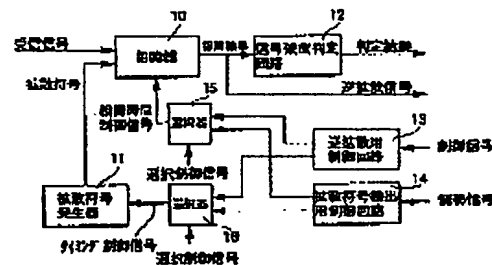 10
12
受信信号
相関器
相関結果
信号強度判定
回路
判定結果
拡散符号
逆拡散信号
15
相関時位
制御信号
選択器
13
逆拡散用
制御回路
制御信号
選択制御信号
11
14
拡散符号
発生器
選択器
拡散符号検出
用制御回路
制御信号
16
タイミング制御信号
選択制御信号